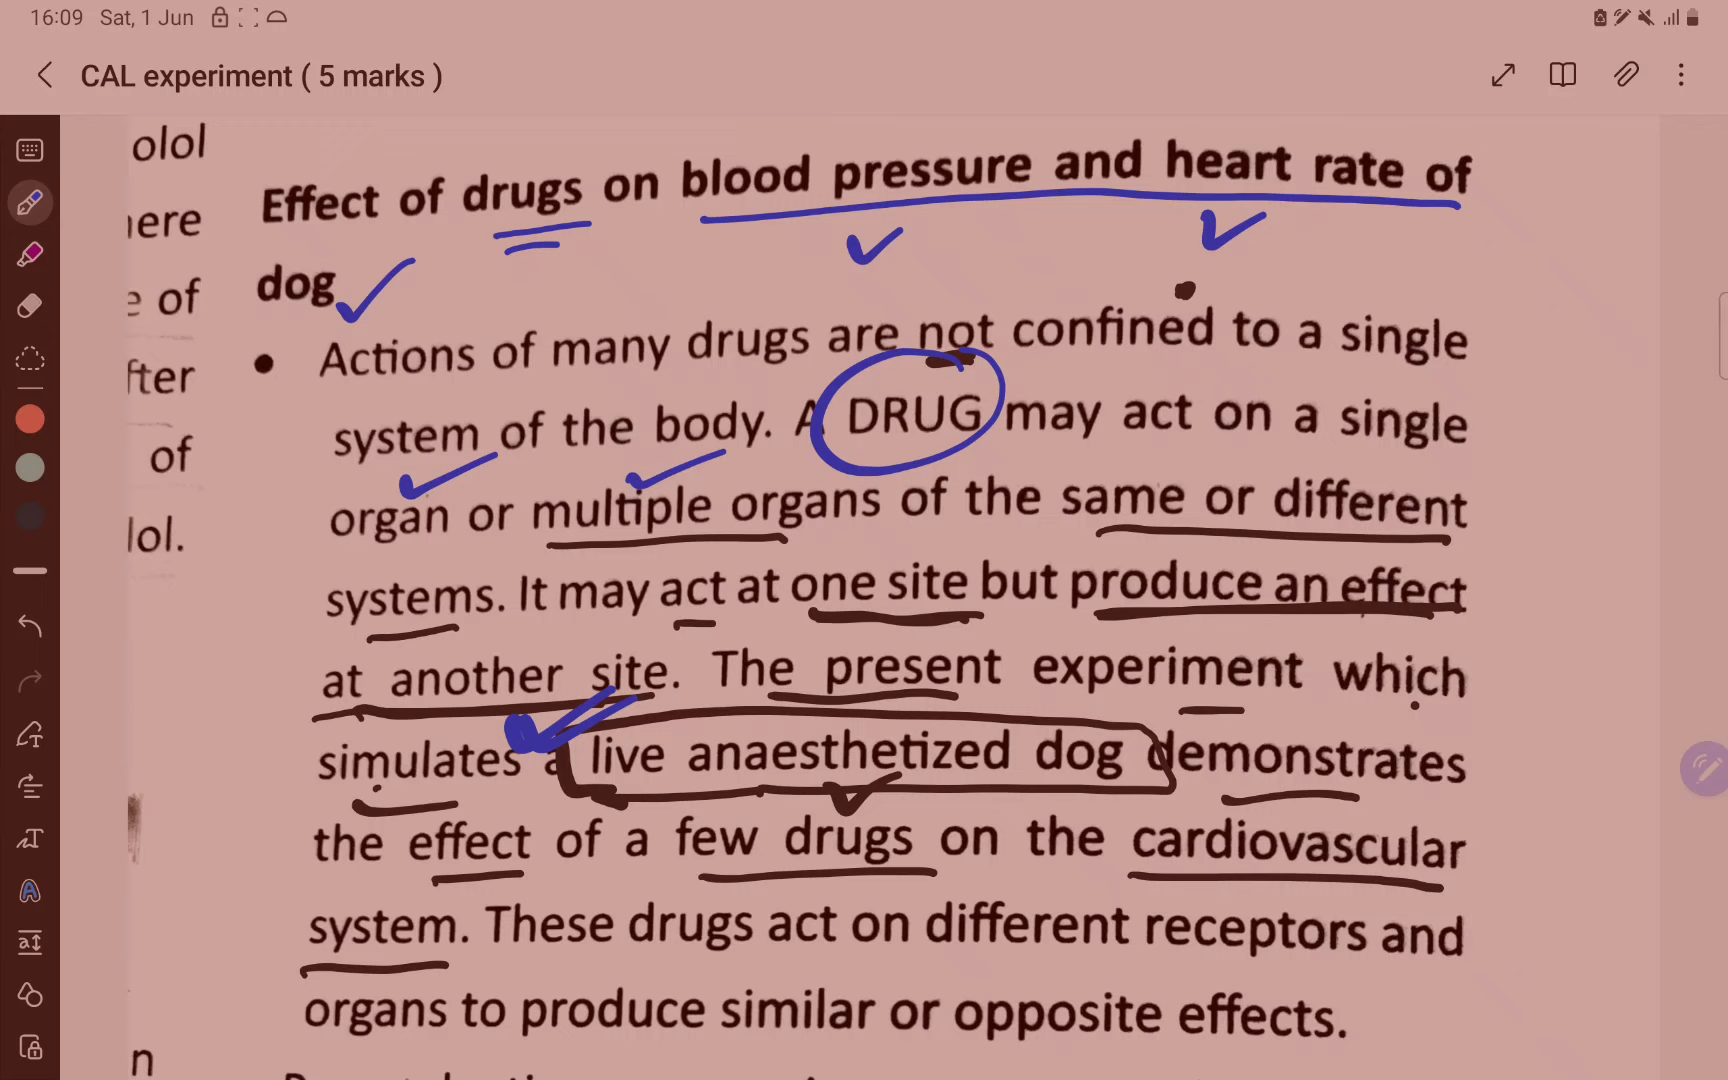 16:09 Sat, 1 Jun
CAL experiment ( 5 marks )
olol
here
e of
fter
of
lol.
n
Effect of drugs on blood pressure and heart rate of
dog
• Actions of many drugs are not confined to a single
system of the body. A DRUG may act on a single
organ or multiple organs of the same or different
systems. It may act at one site but produce an effect
at another site. The present experiment which
simulates a live anaesthetized dog demonstrates
the effect of a few drugs on the cardiovascular
system. These drugs act on different receptors and
organs to produce similar or opposite effects.